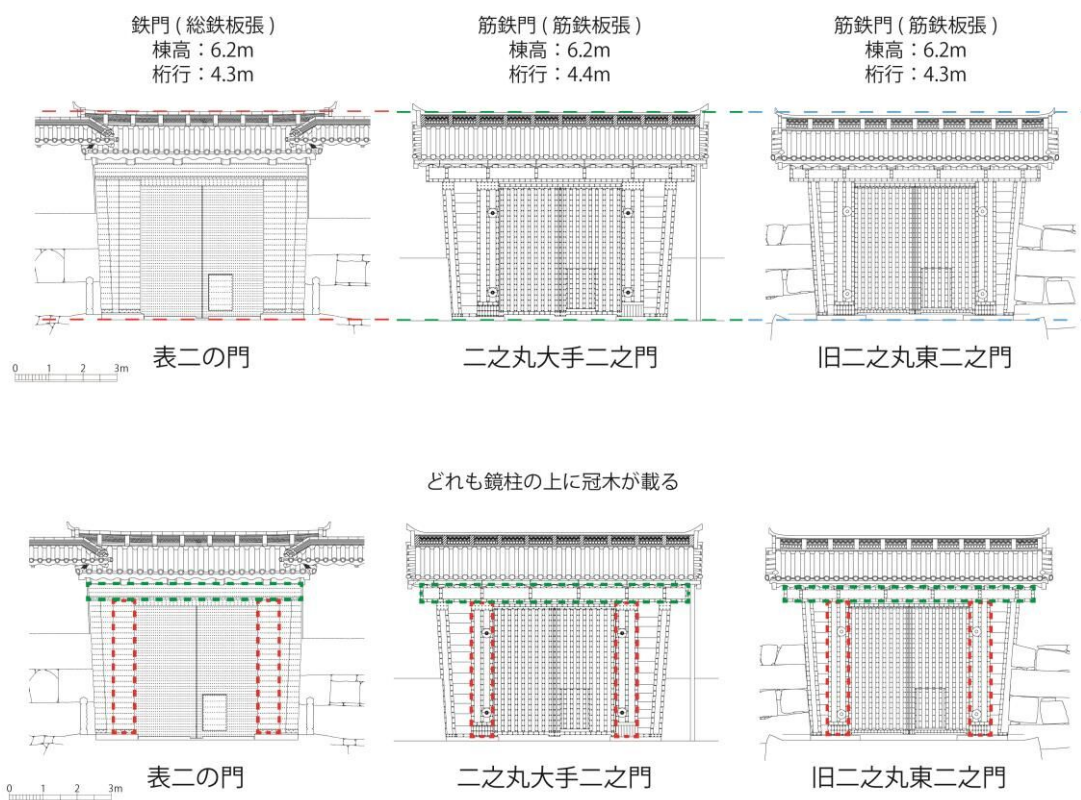 鉄門 ( 総鉄板張 )
棟高：6.2m
桁行：4.3m
筋鉄門 ( 筋鉄板張 )
棟高：6.2m
桁行：4.4m
筋鉄門 ( 筋鉄板張 )
棟高：6.2m
桁行：4.3m
表二の門
二之丸大手二之門
旧二之丸東二之門
0 1 2 3m
どれも鏡柱の上に冠木が載る
表二の門
二之丸大手二之門
旧二之丸東二之門
0 1 2 3m